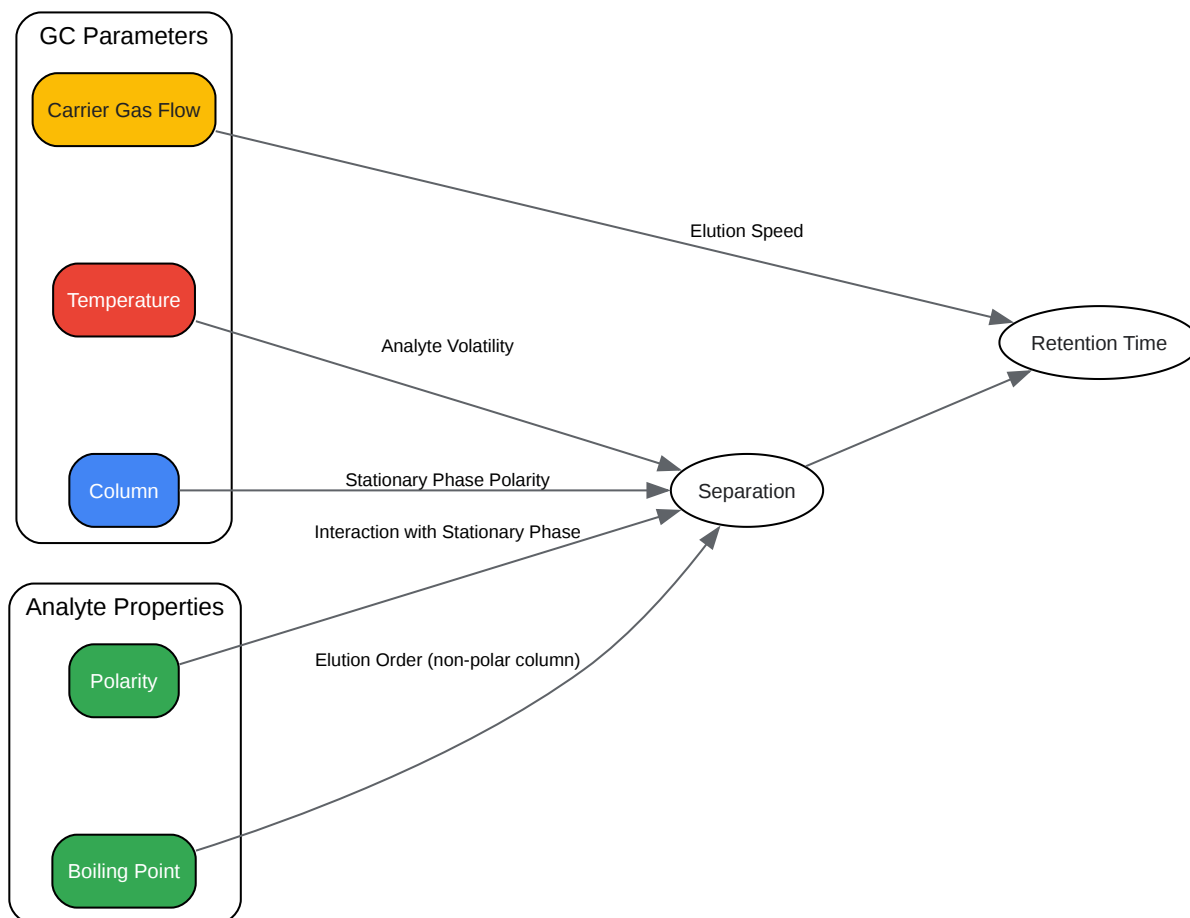 GC Parameters
Carrier Gas Flow
Elution Speed
Temperature
Retention Time
Analyte Volatility
Stationary Phase Polarity
Column
Separation
Interaction with Stationary Phase
Analyte Properties
Elution Order (non-polar column)
Polarity
Boiling Point